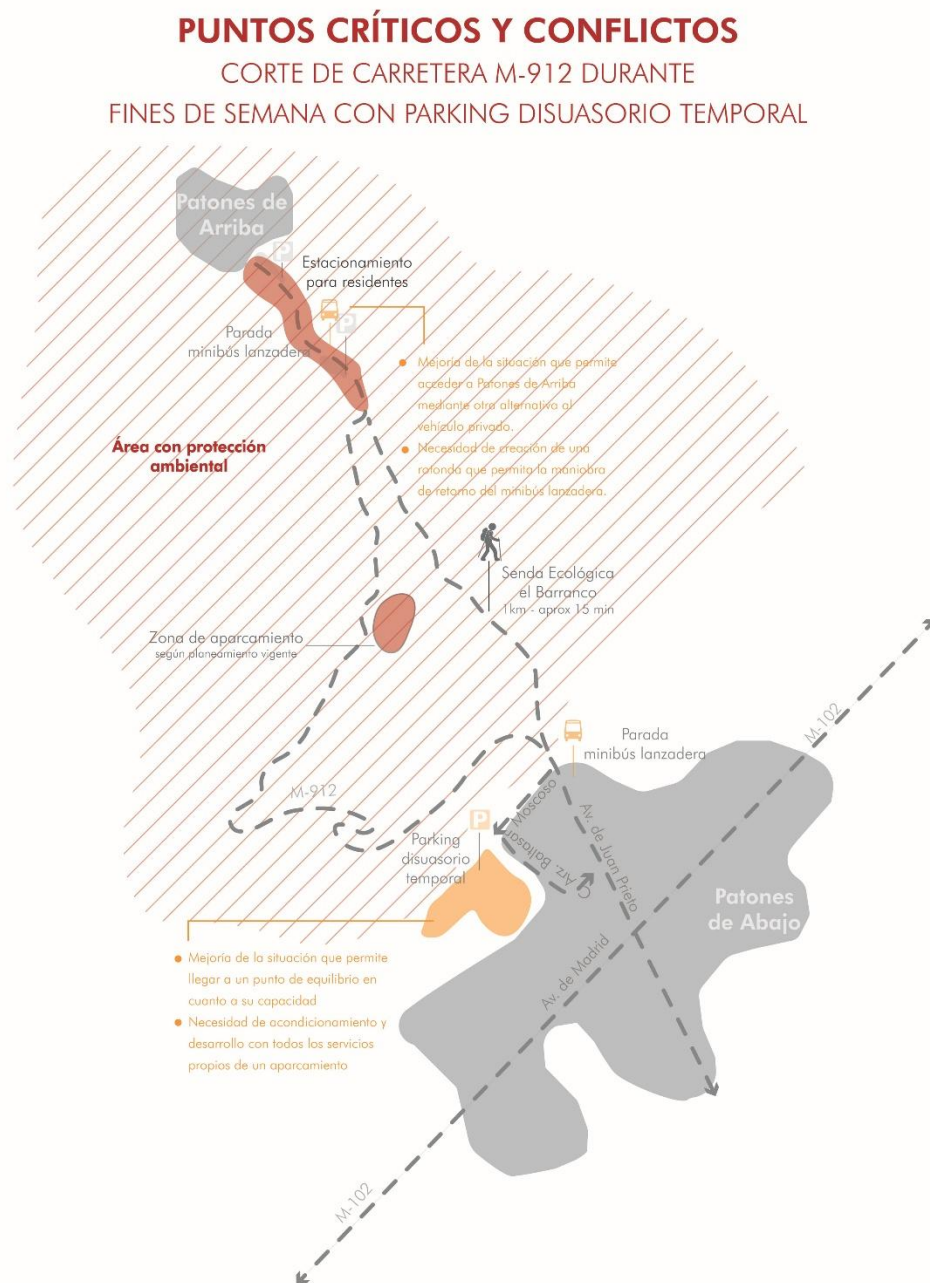 PUNTOS CRÍTICOS Y CONFLICTOS
CORTE DE CARRETERA M-912 DURANTE
FINES DE SEMANA CON PARKING DISUASORIO TEMPORAL
Patones de
Arriba
P
Estacionamiento
para residentes
P
Parada
minibús lanzadera
Mejoría de la situación que permite
acceder a Patones de Arriba
mediante otra alternativa al
vehículo privado.
Necesidad de creación de una
rotonda que permita la maniobra
de retorno del minibús lanzadera.
Área con protección
ambiental
Senda Ecológica
el Barranco
1km - aprox 15 min
Zona de aparcamiento
según planeamiento vigente
M-102
Parada
minibús lanzadera
M-912
P
Parking
disuasorio
temporal
C. Arz. Baltasar Moscoso
Av. de Juan Prieto
Patones
de Abajo
Av. de Madrid
Mejoría de la situación que permite
llegar a un punto de equilibrio en
cuanto a su capacidad
Necesidad de acondicionamiento y
desarrollo con todos los servicios
propios de un aparcamiento
M-102